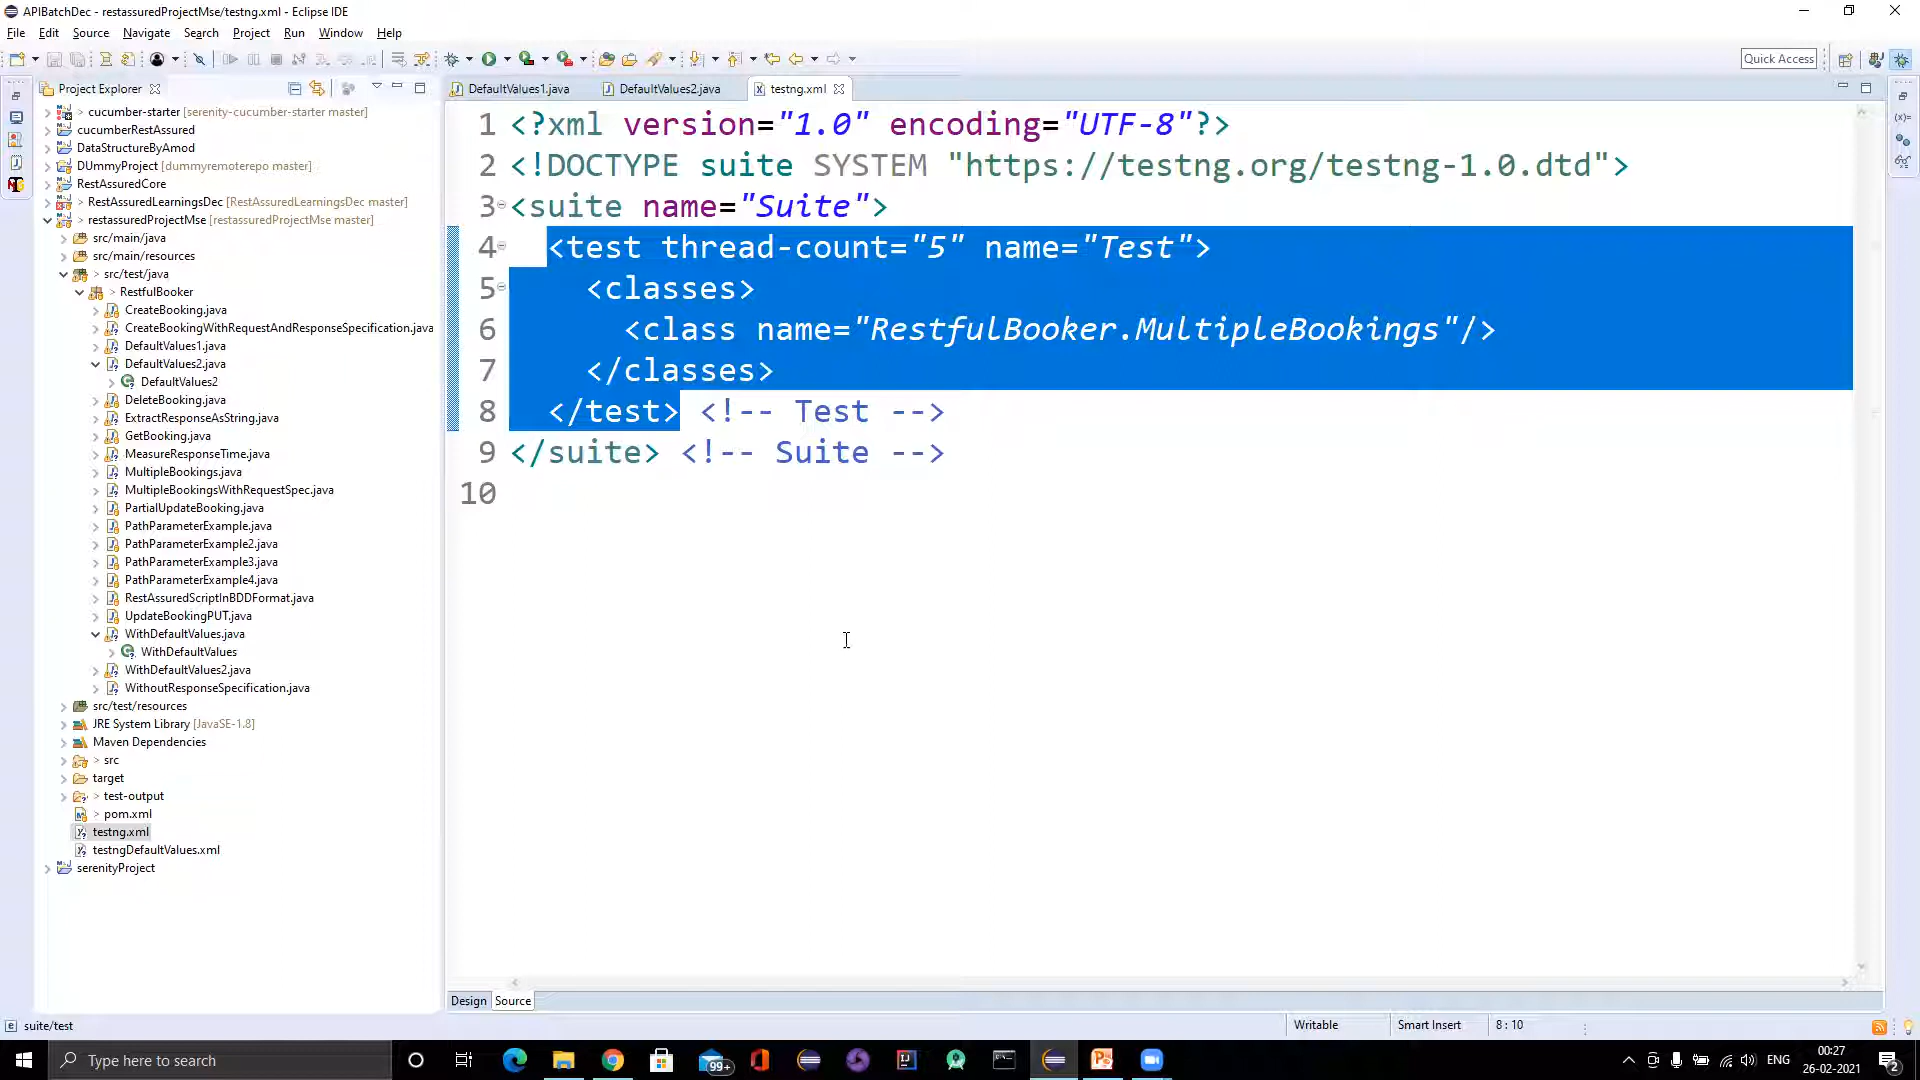 APIBatchDec - restassuredProjectMse/testng.xml - Eclipse IDE
File Edit Source Navigate Search Project Run Window Help
Quick Access
Project Explorer
DefaultValues1.java DefaultValues2.java testng.xml
> cucumber-starter [serenity-cucumber-starter master]
cucumberRestAssured
DataStructureByAmod
DUmmyProject [dummyremoterepo master]
RestAssuredCore
> RestAssuredLearningsDec [RestAssuredLearningsDec master]
> restassuredProjectMse [restassuredProjectMse master]
src/main/java
src/main/resources
> src/test/java
> RestfulBooker
CreateBooking.java
CreateBookingWithRequestAndResponseSpecification.java
DefaultValues1.java
DefaultValues2.java
DefaultValues2
DeleteBooking.java
ExtractResponseAsString.java
GetBooking.java
MeasureResponseTime.java
MultipleBookings.java
MultipleBookingsWithRequestSpec.java
PartialUpdateBooking.java
PathParameterExample.java
PathParameterExample2.java
PathParameterExample3.java
PathParameterExample4.java
RestAssuredScriptInBDDFormat.java
UpdateBookingPUT.java
WithDefaultValues.java
WithDefaultValues
WithDefaultValues2.java
WithoutResponseSpecification.java
src/test/resources
JRE System Library [JavaSE-1.8]
Maven Dependencies
> src
target
> test-output
> pom.xml
testng.xml
testngDefaultValues.xml
serenityProject
1 <?xml version="1.0" encoding="UTF-8"?>
2 <!DOCTYPE suite SYSTEM "https://testng.org/testng-1.0.dtd">
3 <suite name="Suite">
4 <test thread-count="5" name="Test">
5 <classes>
6 <class name="RestfulBooker.MultipleBookings"/>
7 </classes>
8 </test> <!-- Test -->
9 </suite> <!-- Suite -->
10
Design Source
suite/test
Writable Smart Insert 8 : 10
Type here to search
99+
ENG
00:27
26-02-2021
2